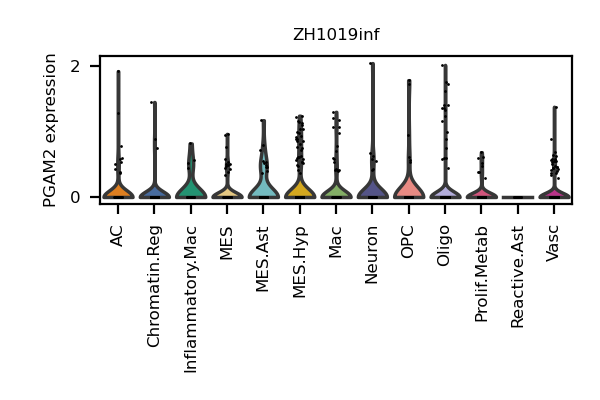 ZH1019inf
PGAM2 expression
2
0
AC
Chromatin.Reg
Inflammatory.Mac
MES
MES.Ast
MES.Hyp
Mac
Neuron
OPC
Oligo
Prolif.Metab
Reactive.Ast
Vasc